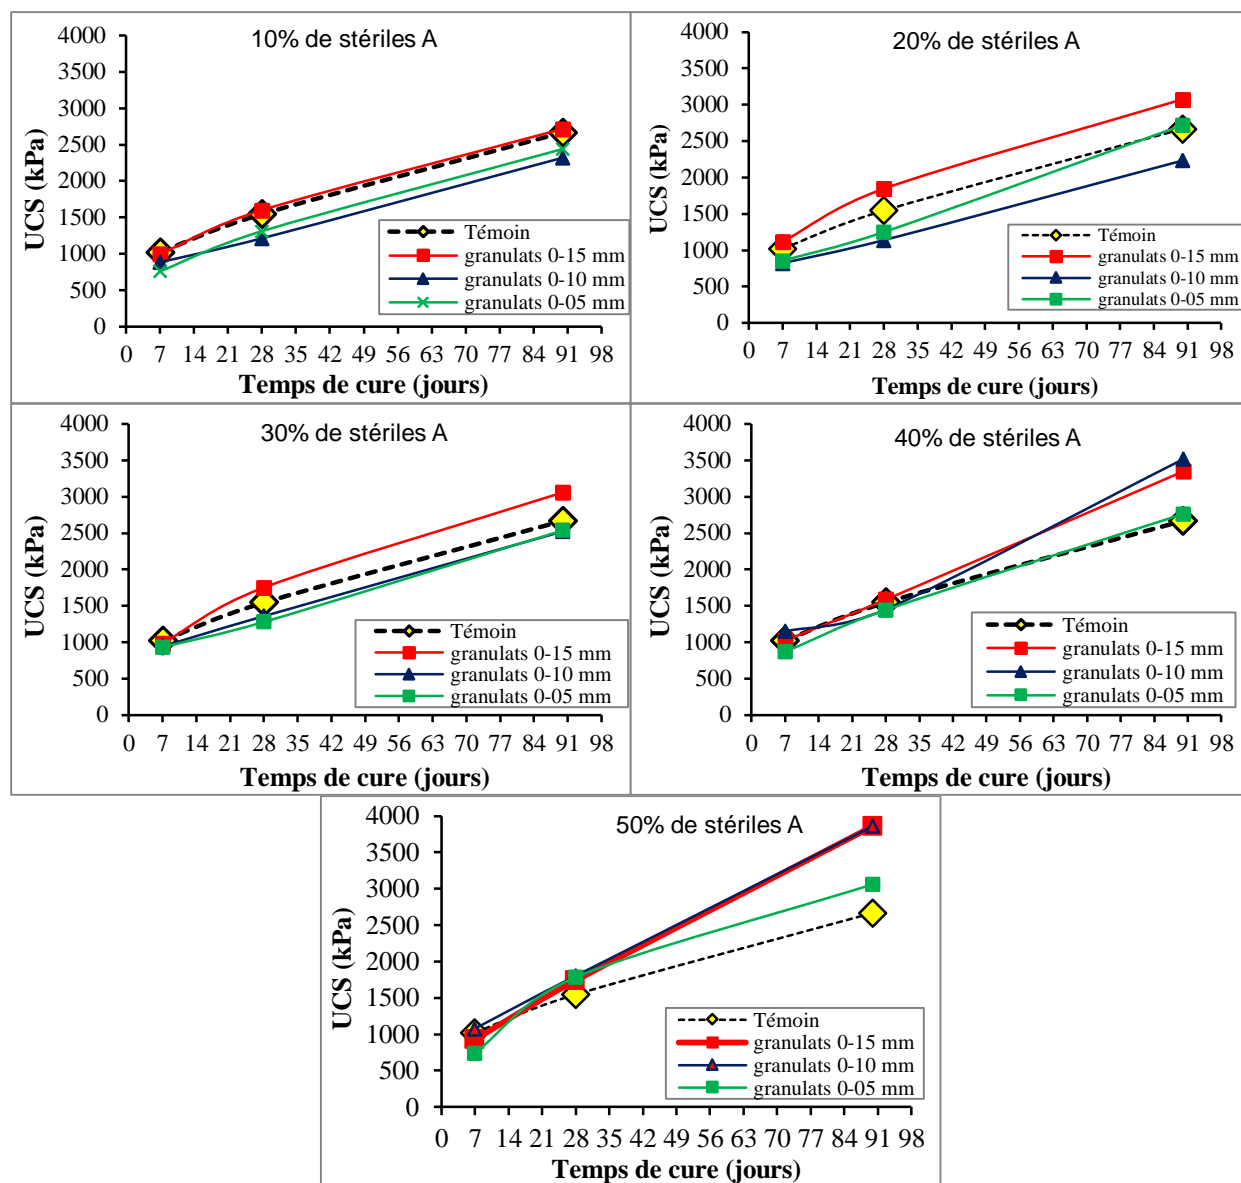 10% de stériles A
UCS (kPa)
4000
3500
3000
2500
2000
1500
1000
500
0
Témoin
granulats 0-15 mm
granulats 0-10 mm
granulats 0-05 mm
0 7 14 21 28 35 42 49 56 63 70 77 84 91 98
Temps de cure (jours)
20% de stériles A
UCS (kPa)
4000
3500
3000
2500
2000
1500
1000
500
0
Témoin
granulats 0-15 mm
granulats 0-10 mm
granulats 0-05 mm
0 7 14 21 28 35 42 49 56 63 70 77 84 91 98
Temps de cure (jours)
30% de stériles A
UCS (kPa)
4000
3500
3000
2500
2000
1500
1000
500
0
Témoin
granulats 0-15 mm
granulats 0-10 mm
granulats 0-05 mm
0 7 14 21 28 35 42 49 56 63 70 77 84 91 98
Temps de cure (jours)
40% de stériles A
UCS (kPa)
4000
3500
3000
2500
2000
1500
1000
500
0
Témoin
granulats 0-15 mm
granulats 0-10 mm
granulats 0-05 mm
0 7 14 21 28 35 42 49 56 63 70 77 84 91 98
Temps de cure (jours)
50% de stériles A
UCS (kPa)
4000
3500
3000
2500
2000
1500
1000
500
0
Témoin
granulats 0-15 mm
granulats 0-10 mm
granulats 0-05 mm
0 7 14 21 28 35 42 49 56 63 70 77 84 91 98
Temps de cure (jours)